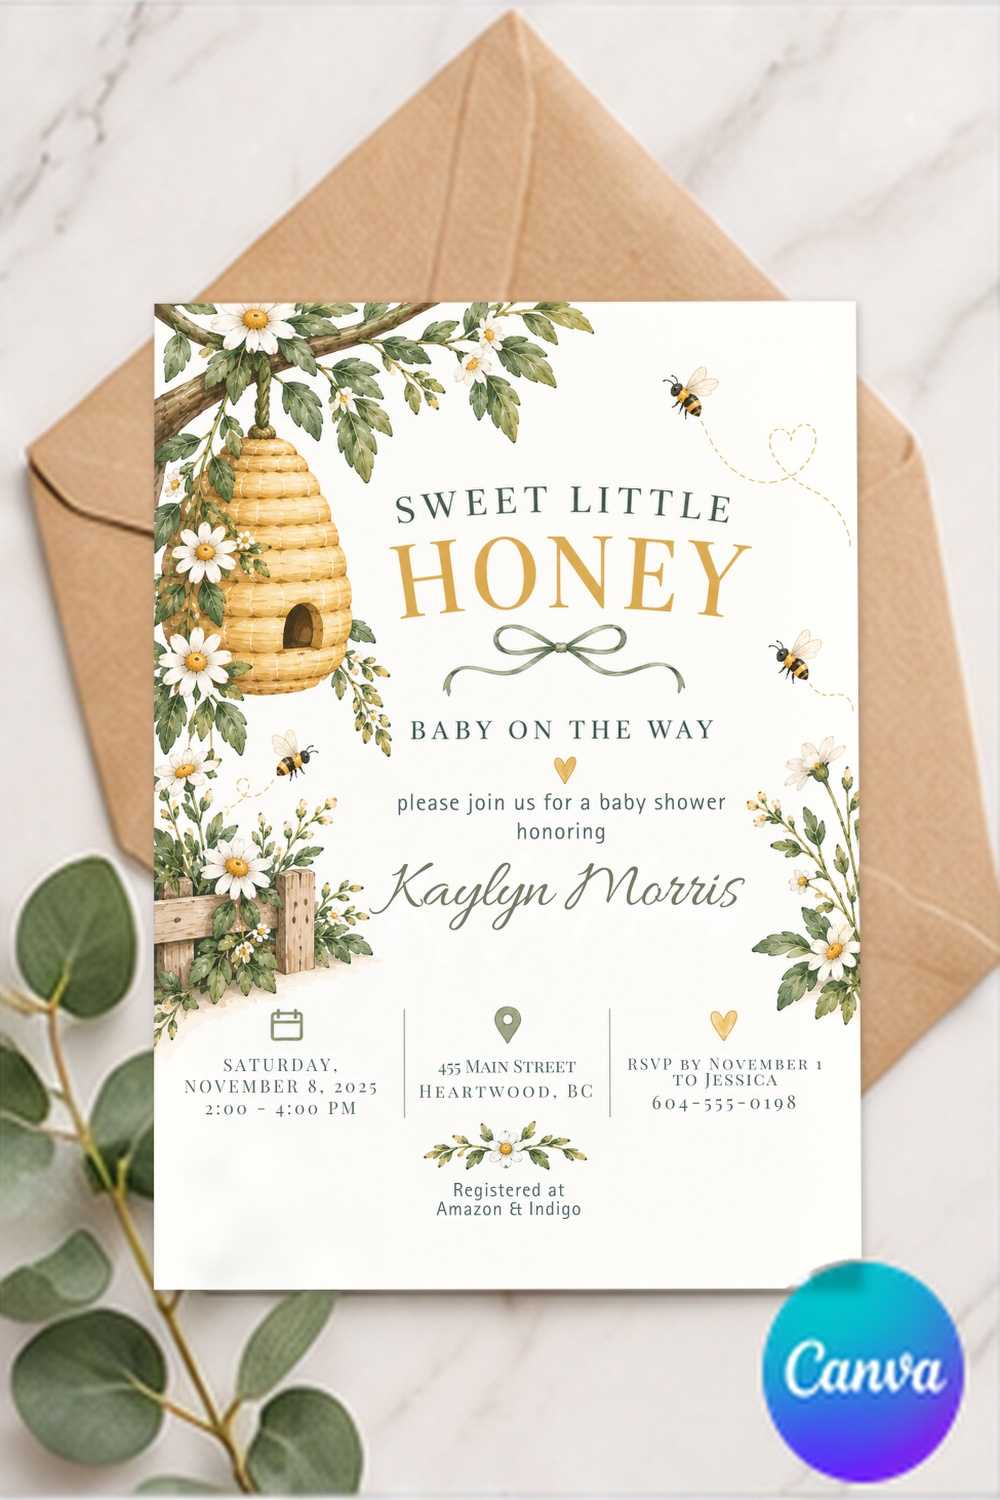 SWEET LITTLE
HONEY
BABY ON THE WAY
please join us for a baby shower
honoring
Kaylyn Morris
SATURDAY,
NOVEMBER 8, 2025
2:00 - 4:00 PM
455 Main Street
Heartwood, BC
RSVP by November 1
to Jessica
604-555-0198
Registered at
Amazon & Indigo
Canva